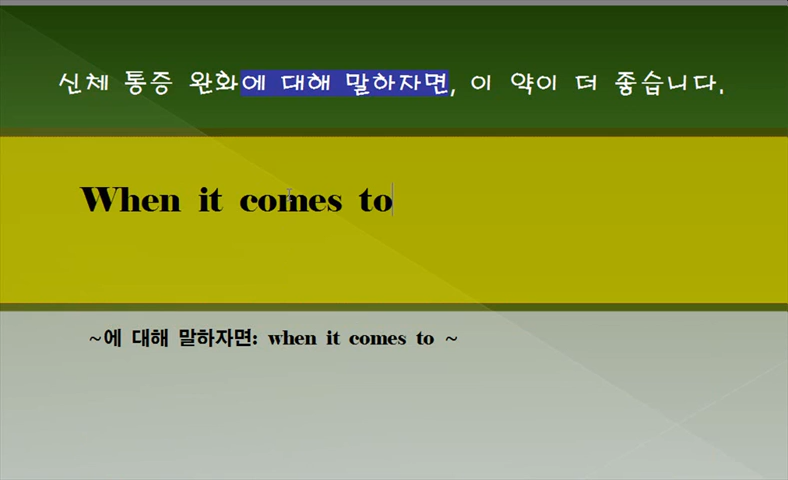 신체 통증 완화에 대해 말하자면, 이 약이 더 좋습니다.
When it comes to
~에 대해 말하자면: when it comes to ~